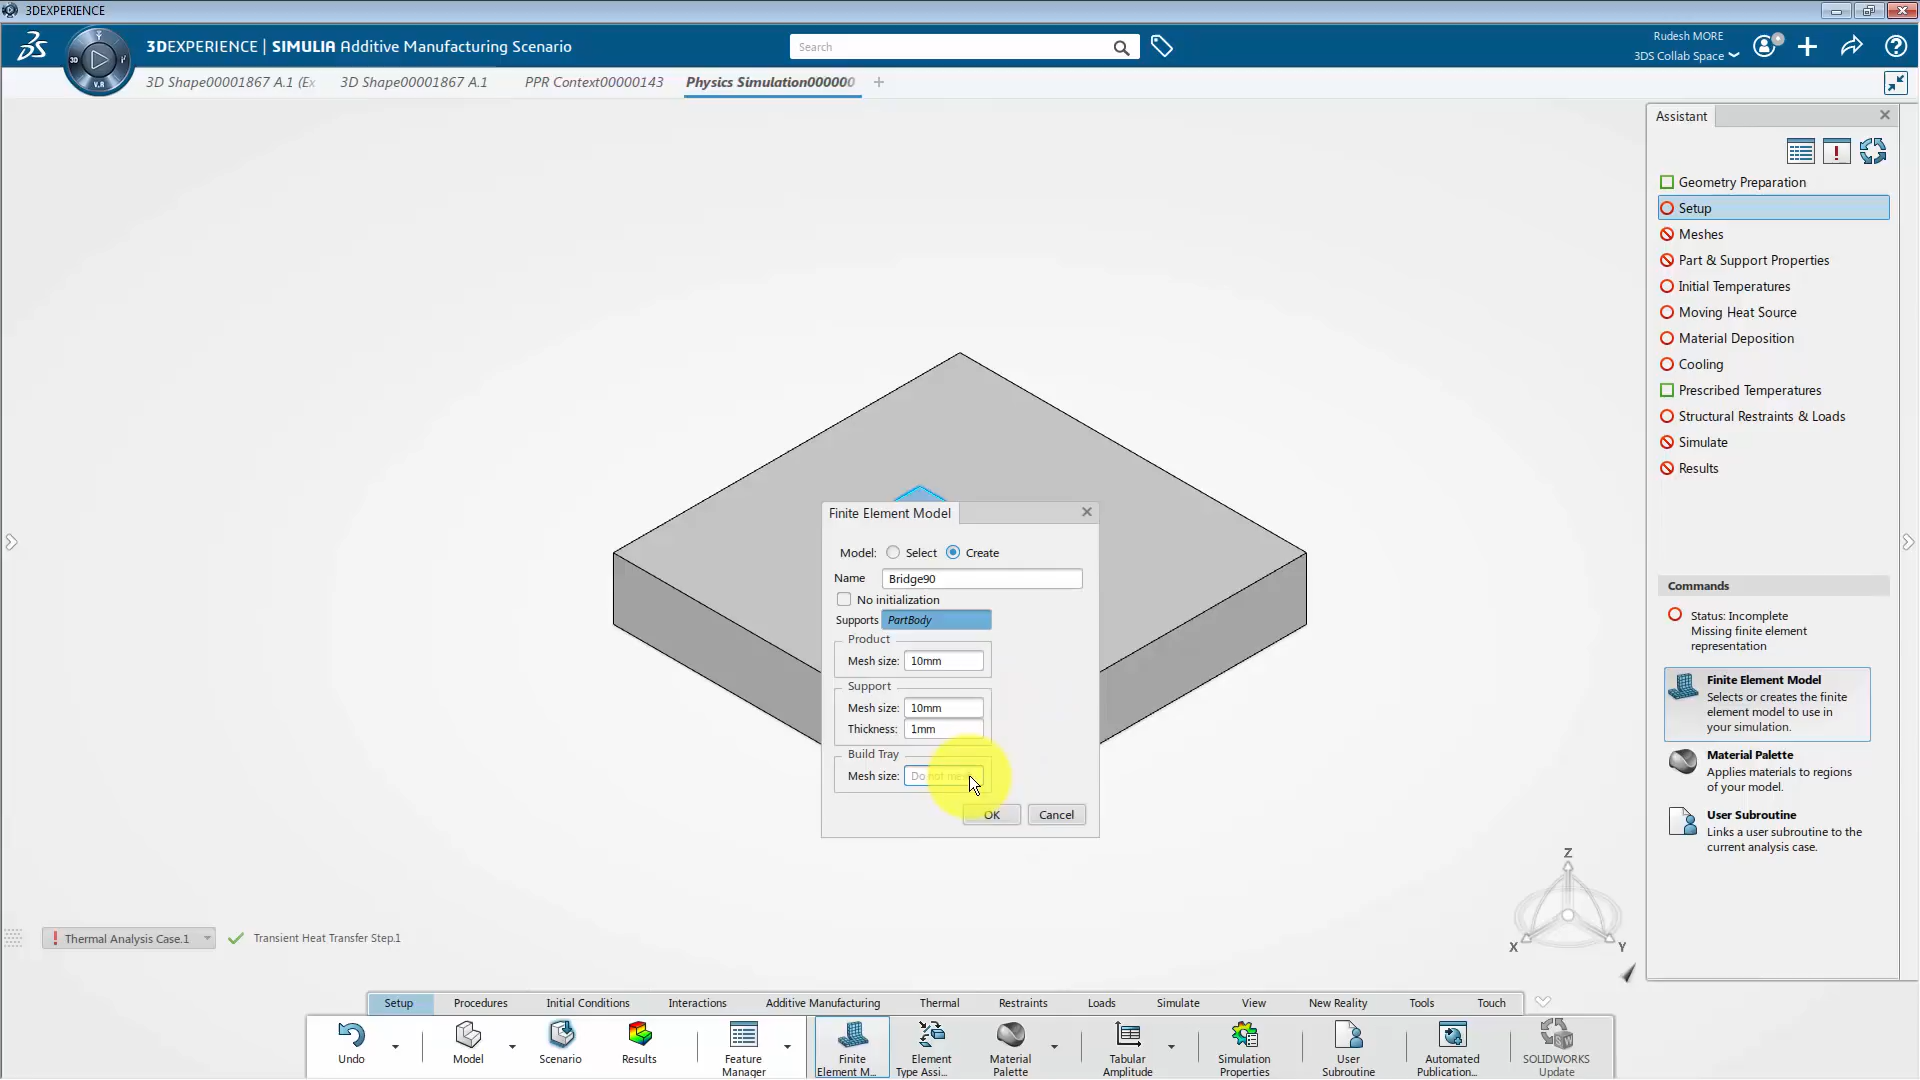 3DEXPERIENCE
3DEXPERIENCE | SIMULIA Additive Manufacturing Scenario
Search
Rudesh MORE
3DS Collab Space
3D
V.R
3D Shape00001867 A.1 (Ex
3D Shape00001867 A.1
PPR Context00000143
Physics Simulation000000
Assistant
Geometry Preparation
Setup
Meshes
Part & Support Properties
Initial Temperatures
Moving Heat Source
Material Deposition
Cooling
Prescribed Temperatures
Structural Restraints & Loads
Simulate
Results
Commands
Status: Incomplete
Missing finite element
representation
Finite Element Model
Selects or creates the finite
element model to use in
your simulation.
Material Palette
Applies materials to regions
of your model.
User Subroutine
Links a user subroutine to the
current analysis case.
Finite Element Model
Model: Select Create
Name Bridge90
No initialization
Supports PartBody
Product
Mesh size: 10mm
Support
Mesh size: 10mm
Thickness: 1mm
Build Tray
Mesh size: Do not
OK Cancel
Z
X Y
Thermal Analysis Case.1
Transient Heat Transfer Step.1
Setup Procedures Initial Conditions Interactions Additive Manufacturing Thermal Restraints Loads Simulate View New Reality Tools Touch
Undo
Model
Scenario
Results
Feature
Manager
Finite
Element M...
Element
Type Assi...
Material
Palette
Tabular
Amplitude
Simulation
Properties
User
Subroutine
Automated
Publication...
SOLIDWORKS
Update